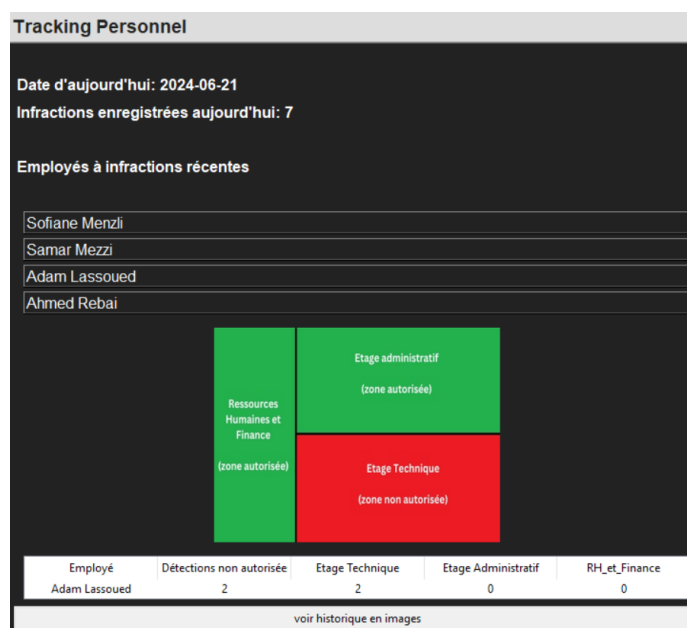 Tracking Personnel
Date d'aujourd'hui: 2024-06-21
Infractions enregistrées aujourd'hui: 7
Employés à infractions récentes
Sofiane Menzli
Samar Mezzi
Adam Lassoued
Ahmed Rebai
Ressources
Humaines et
Finance
(zone autorisée)
Etage administratif
(zone autorisée)
Etage Technique
(zone non autorisée)
Employé Détections non autorisée Etage Technique Etage Administratif RH_et_Finance
Adam Lassoued 2 2 0 0
voir historique en images